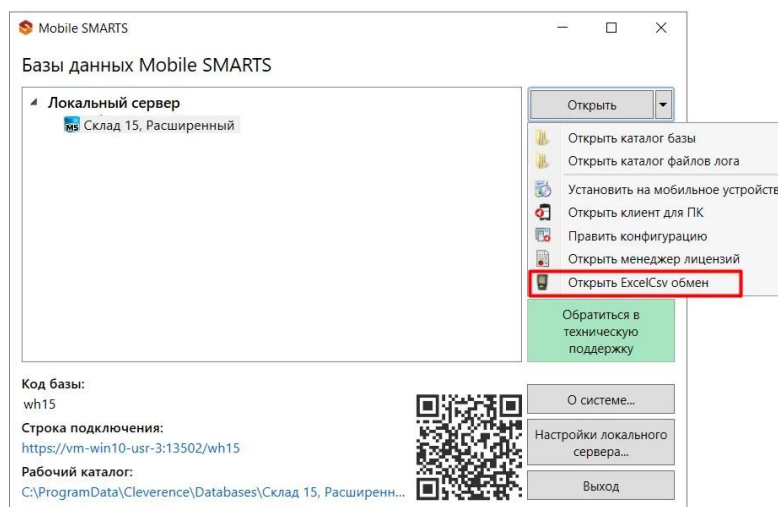 Mobile SMARTS
Базы данных Mobile SMARTS
Локальный сервер
MS Склад 15, Расширенный
Открыть
Открыть каталог базы
Открыть каталог файлов лога
Установить на мобильное устройств
Открыть клиент для ПК
Править конфигурацию
Открыть менеджер лицензий
Открыть ExcelCsv обмен
Обратиться в
техническую
поддержку
Код базы:
wh15
Строка подключения:
https://vm-win10-usr-3:13502/wh15
Рабочий каталог:
C:\ProgramData\Cleverence\Databases\Склад 15, Расширенн...
О системе...
Настройки локального
сервера...
Выход